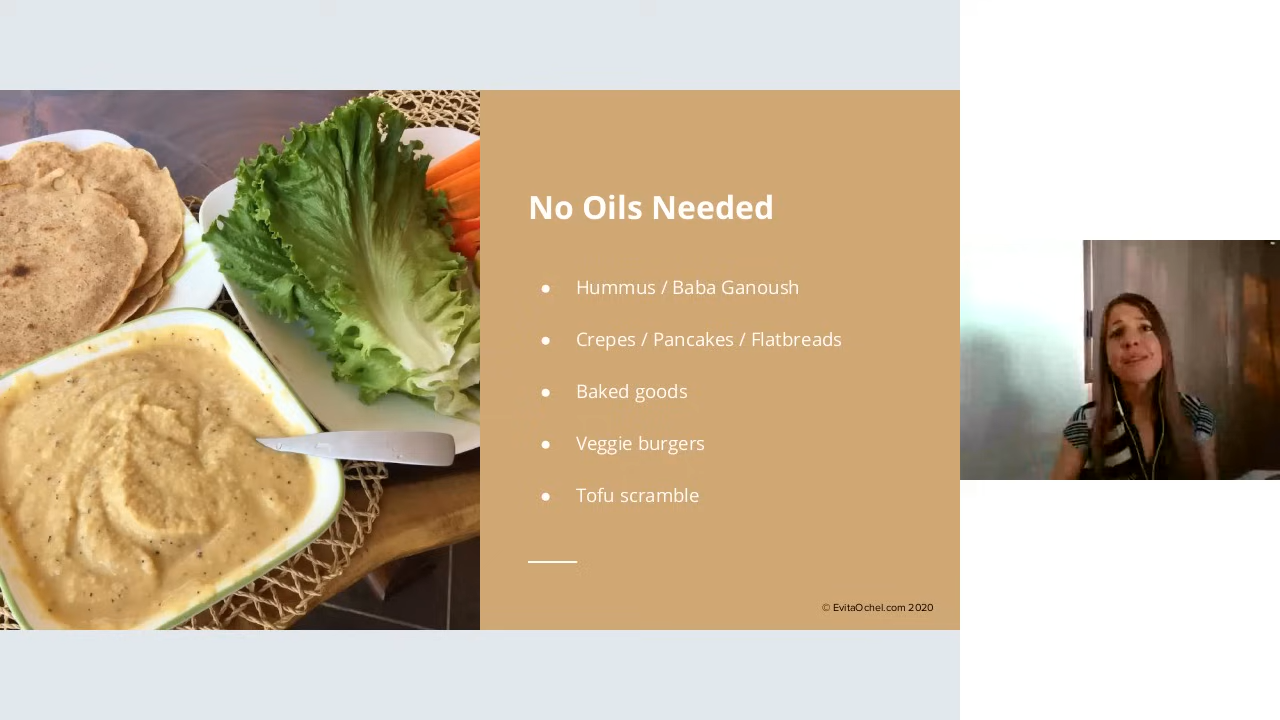 No Oils Needed
● Hummus / Baba Ganoush
● Crepes / Pancakes / Flatbreads
● Baked goods
● Veggie burgers
● Tofu scramble
© EvitaOchel.com 2020